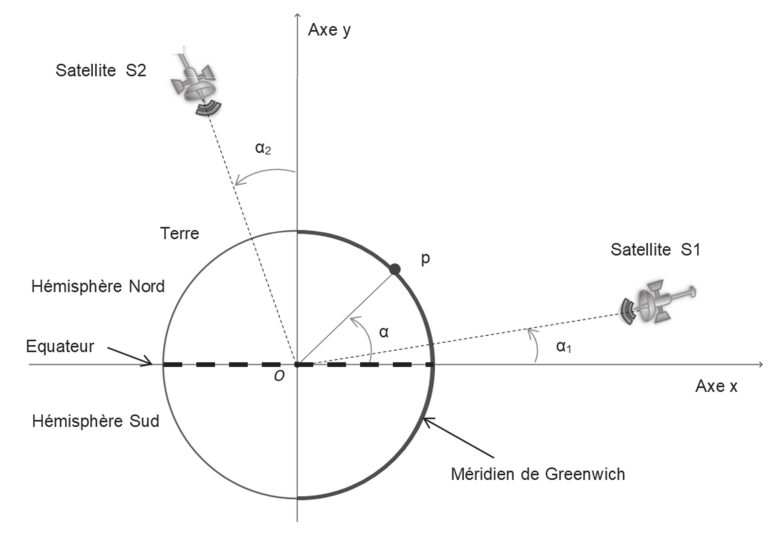 Axe y
Satellite S2
α₂
Terre
p
Satellite S1
Hémisphère Nord
α
Equateur
α₁
O
Axe x
Hémisphère Sud
Méridien de Greenwich